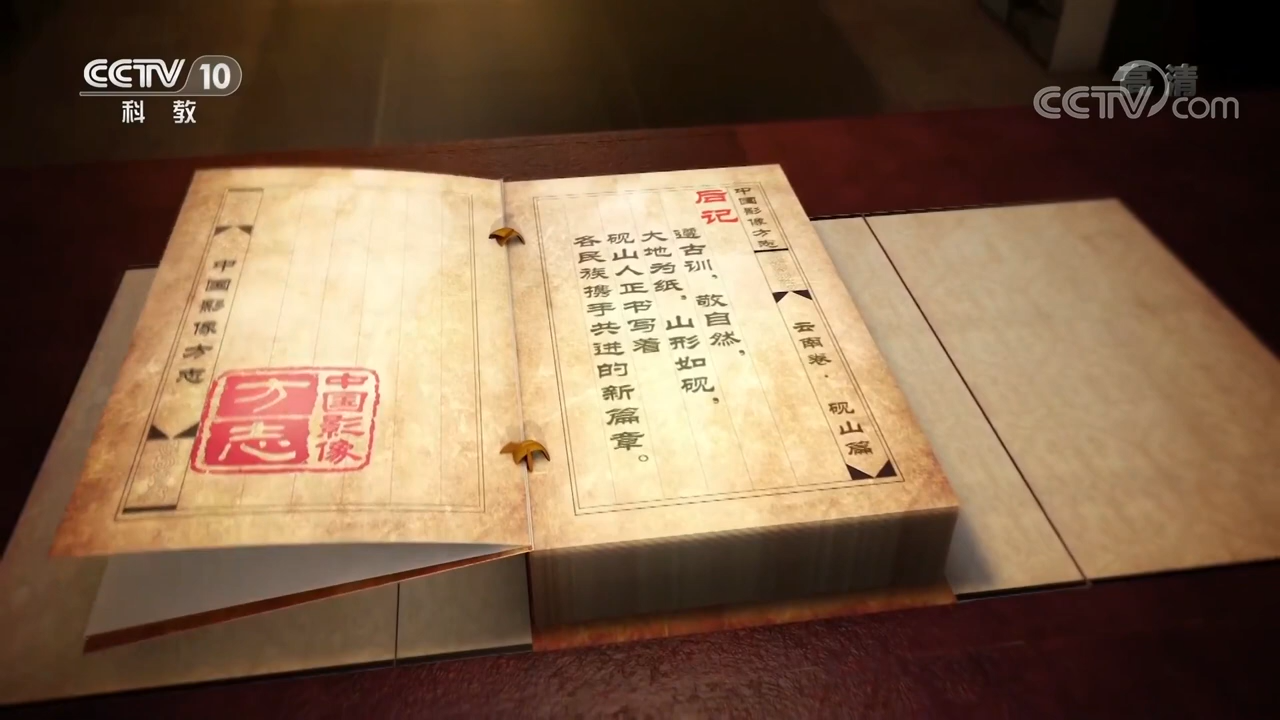 CCTV 10
科教
高清
CCTV.com
后记
遵古训，敬自然，
大地为纸，山形如砚，
砚山人正书写着
各民族携手共进的新篇章。
中國影像方志
云南卷·砚山篇
中國影像方志
中国影像
方志